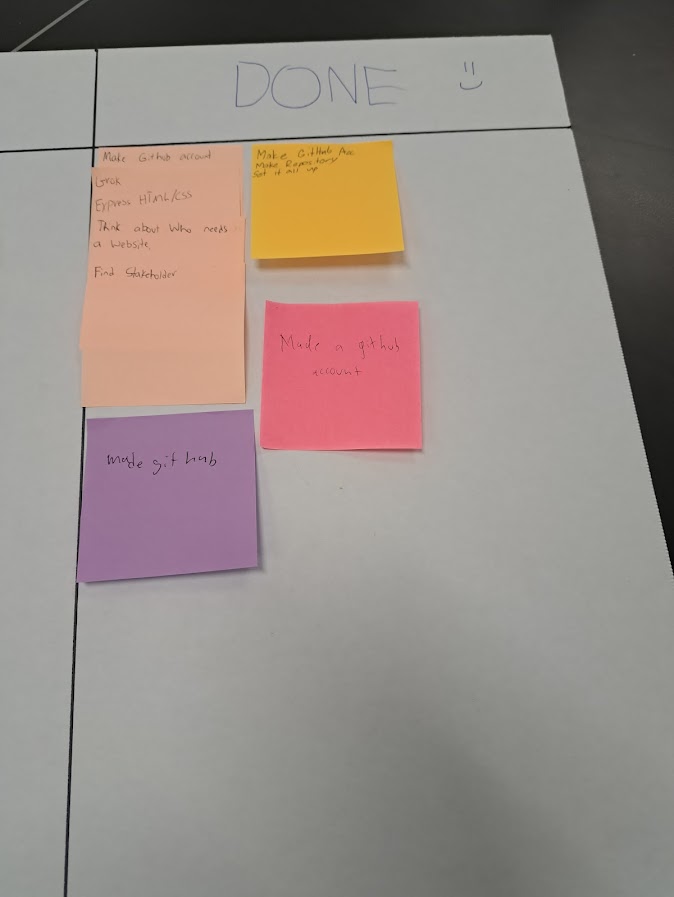 DONE
Make Github account
Grok
Express HTML/CSS
Think about Who needs
a Website.
Find Stakeholder
Make GitHub Acc
Make Repository
Set it all up
Made a github
account
made git hub